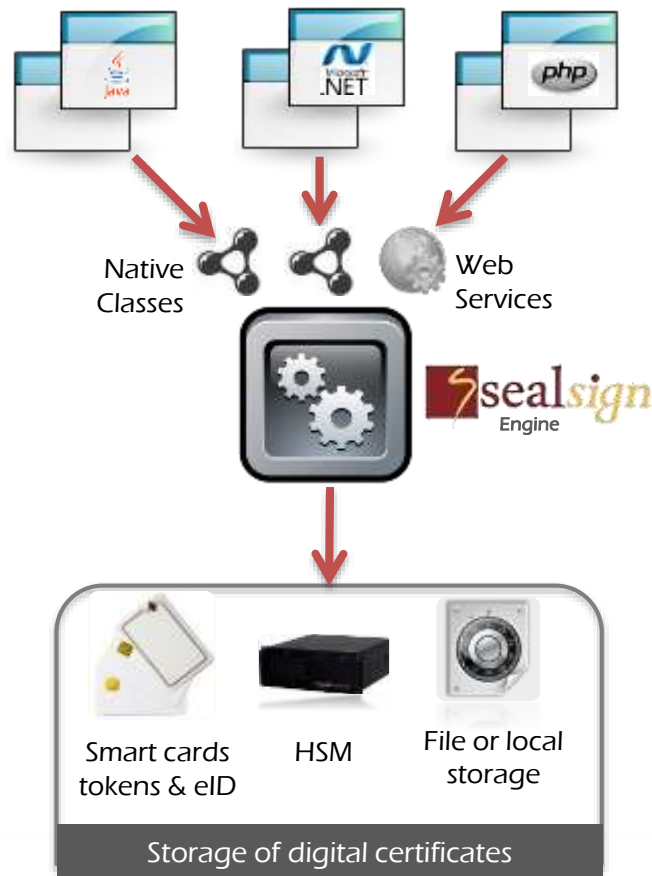 Java
Microsoft
.NET
php
Native
Classes
Web
Services
sealsign
Engine
Smart cards
tokens & eID
HSM
File or local
storage
Storage of digital certificates